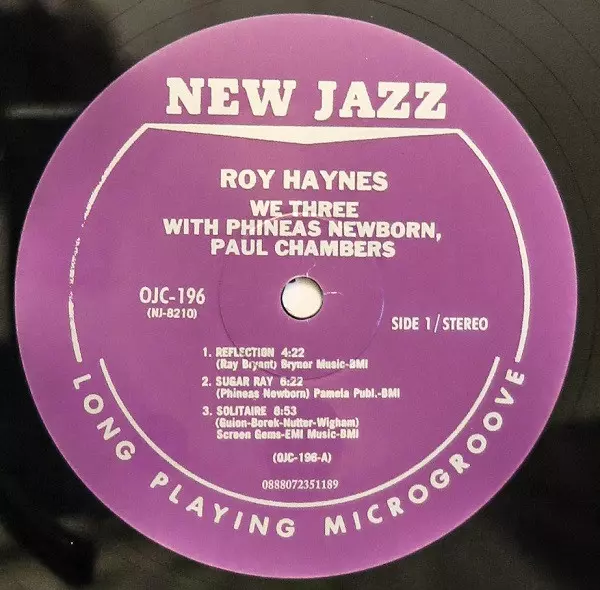 NEW JAZZ
ROY HAYNES
WE THREE
WITH PHINEAS NEWBORN,
PAUL CHAMBERS
OJC-196
(NJ-8210)
SIDE 1/STEREO
1. REFLECTION 4:22
(Ray Bryant) Bryner Music-BMI
2. SUGAR RAY 6:22
(Phineas Newborn) Pamela Publ.-BMI
3. SOLITAIRE 8:53
(Guion-Borek-Nutter-Wigham)
Screen Gems-EMI Music-BMI
(OJC-196-A)
0888072351189
LONG PLAYING MICROGROOVE